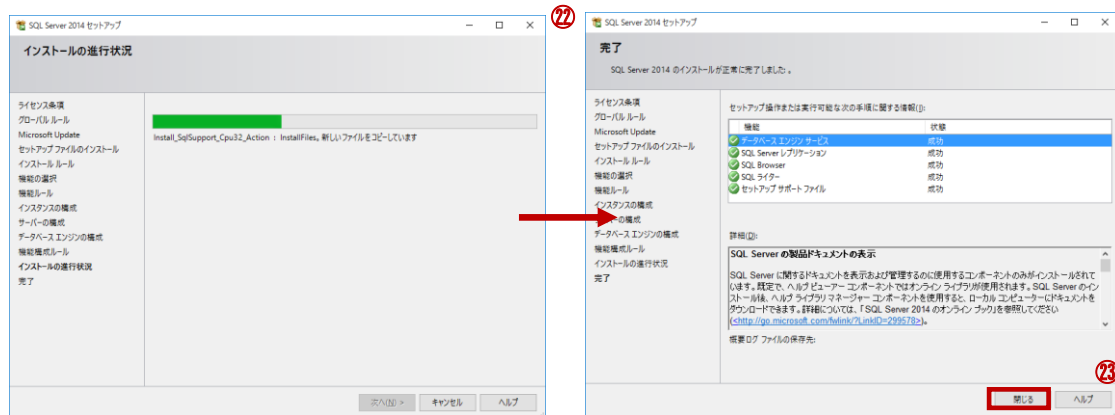 ㉒
SQL Server 2014 セットアップ
インストールの進行状況
ライセンス条項
グローバル ルール
Microsoft Update
セットアップ ファイルのインストール
インストール ルール
機能の選択
機能ルール
インスタンスの構成
サーバーの構成
データベース エンジンの構成
機能構成ルール
インストールの進行状況
完了
Install_SqlSupport_Cpu32_Action : InstallFiles。新しいファイルをコピーしています
次へ(N) >
キャンセル
ヘルプ
SQL Server 2014 セットアップ
完了
SQL Server 2014 のインストールが正常に完了しました。
ライセンス条項
グローバル ルール
Microsoft Update
セットアップ ファイルのインストール
インストール ルール
機能の選択
機能ルール
インスタンスの構成
ーの構成
データベース エンジンの構成
機能構成ルール
インストールの進行状況
完了
セットアップ操作または実行可能な次の手順に関する情報(I):
機能 状態
データベース エンジン サービス 成功
SQL Server レプリケーション 成功
SQL Browser 成功
SQL ライター 成功
セットアップ サポート ファイル 成功
詳細(D):
SQL Server の製品ドキュメントの表示
SQL Server に関するドキュメントを表示および管理するのに使用するコンポーネントのみがインストールされて
います。既定で、ヘルプ ビューアー コンポーネントではオンライン ライブラリが使用されます。SQL Server のイン
ストール後、ヘルプ ライブラリ マネージャー コンポーネントを使用すると、ローカル コンピューターにドキュメントを
ダウンロードできます。詳細については、「SQL Server 2014 のオンライン ブック」を参照してください
(<http://go.microsoft.com/fwlink/?LinkID=299578>)。
概要ログ ファイルの保存先:
㉓
閉じる
ヘルプ